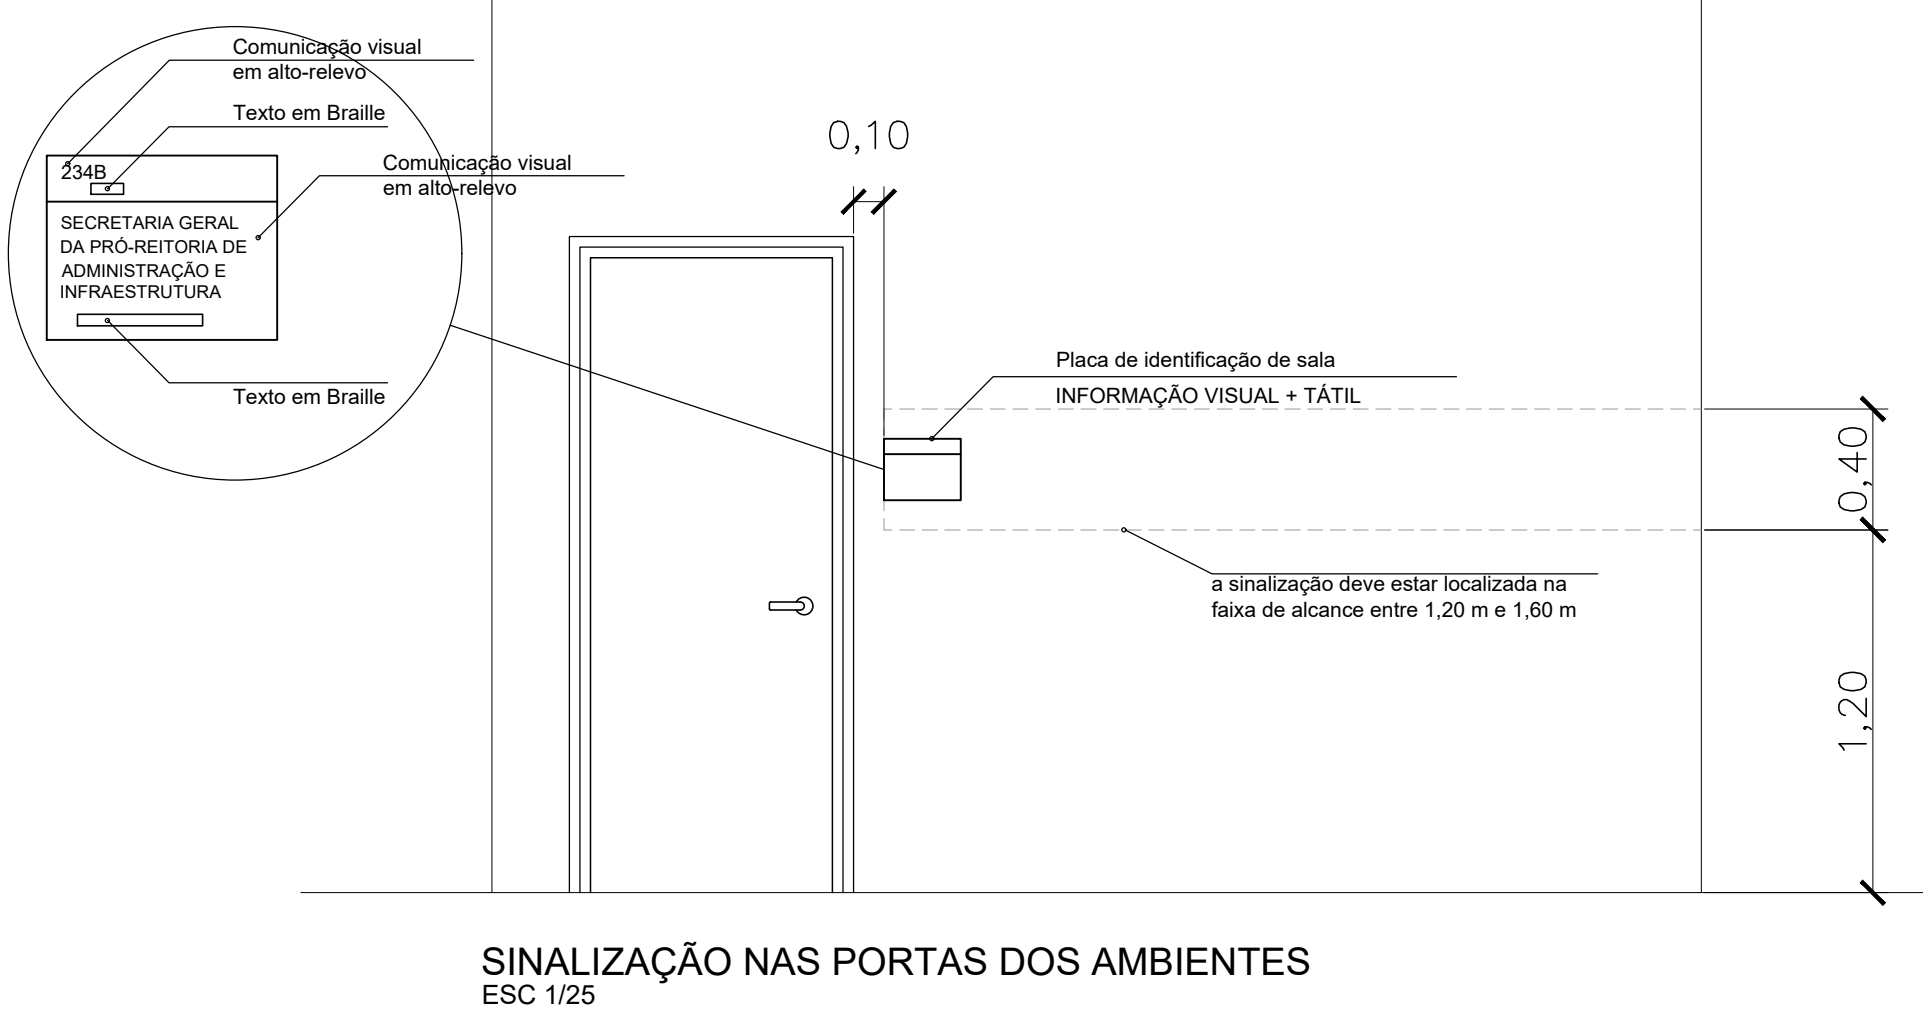 Comunicação visual
em alto-relevo
Texto em Braille
234B
Comunicação visual
em alto-relevo
SECRETARIA GERAL
DA PRÓ-REITORIA DE
ADMINISTRAÇÃO E
INFRAESTRUTURA
Texto em Braille
0,10
Placa de identificação de sala
INFORMAÇÃO VISUAL + TÁTIL
0,40
a sinalização deve estar localizada na
faixa de alcance entre 1,20 m e 1,60 m
1,20
SINALIZAÇÃO NAS PORTAS DOS AMBIENTES
ESC 1/25